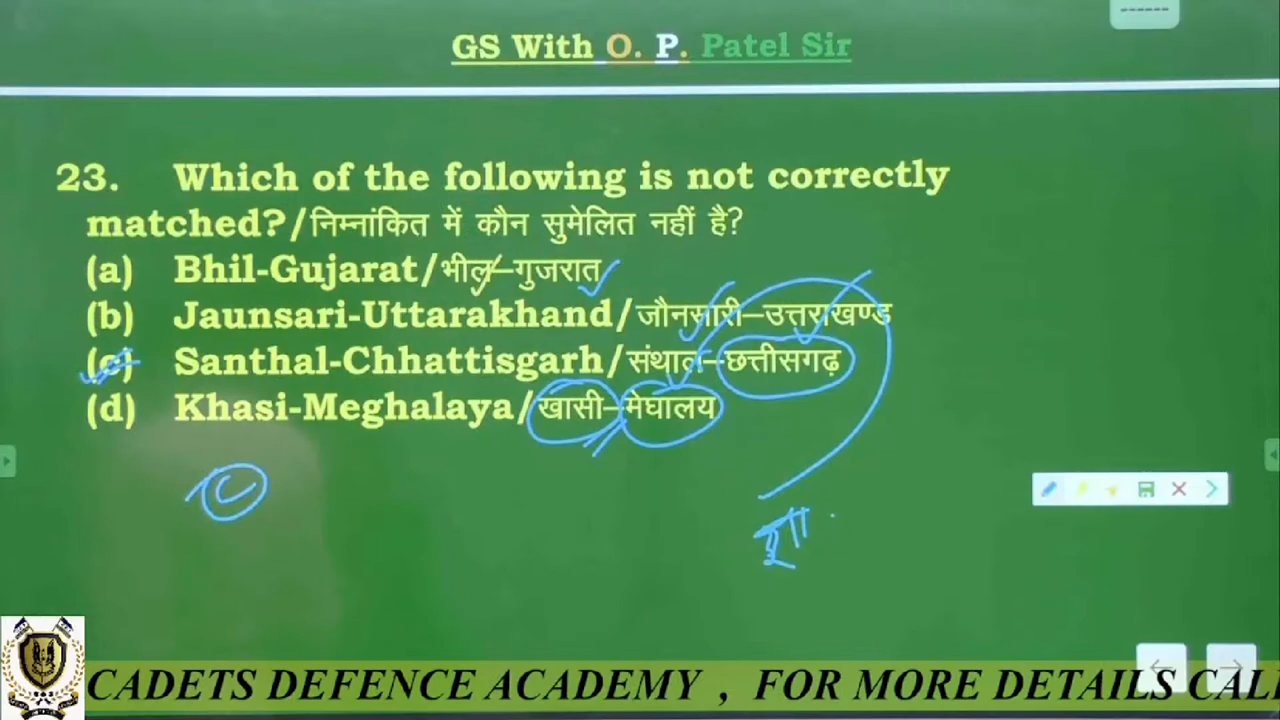 ------
GS With O. P. Patel Sir
23. Which of the following is not correctly
matched?/निम्नांकित में कौन सुमेलित नहीं है?
(a) Bhil-Gujarat/भील–गुजरात
(b) Jaunsari-Uttarakhand/जौनसारी–उत्तराखण्ड
(c) Santhal-Chhattisgarh/संथाल–छत्तीसगढ़
(d) Khasi-Meghalaya/खासी–मेघालय
CADETS DEFENCE ACADEMY , FOR MORE DETAILS CALL